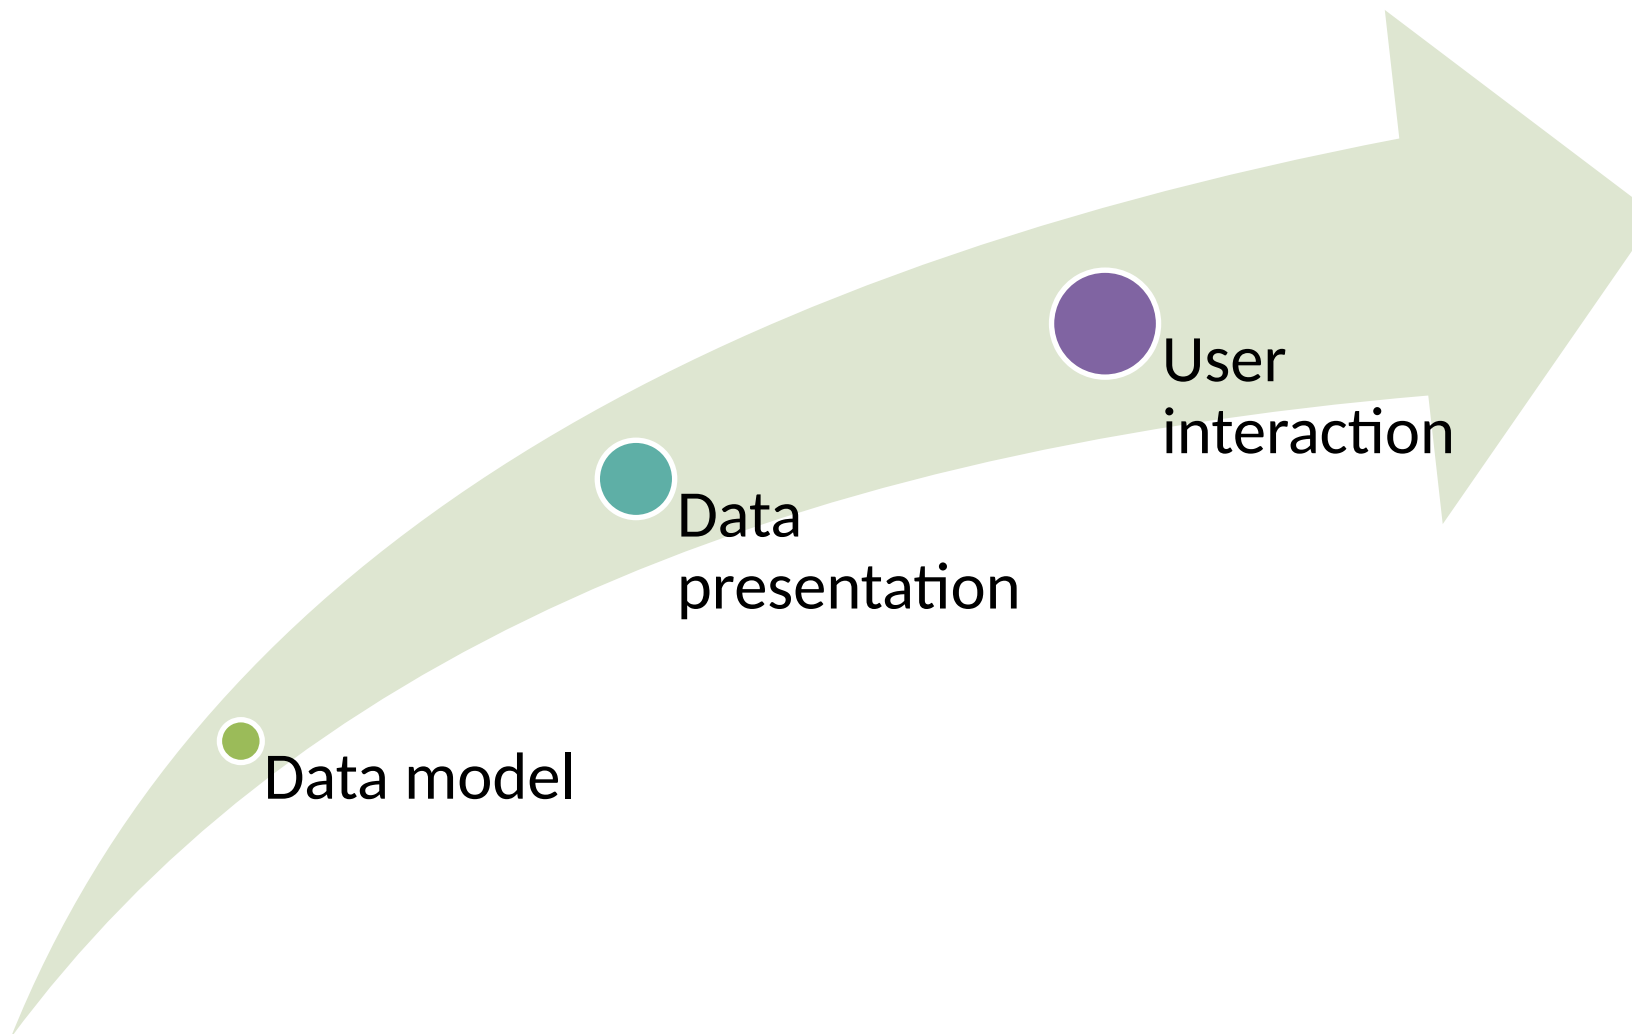 User
interaction
Data
presentation
Data model